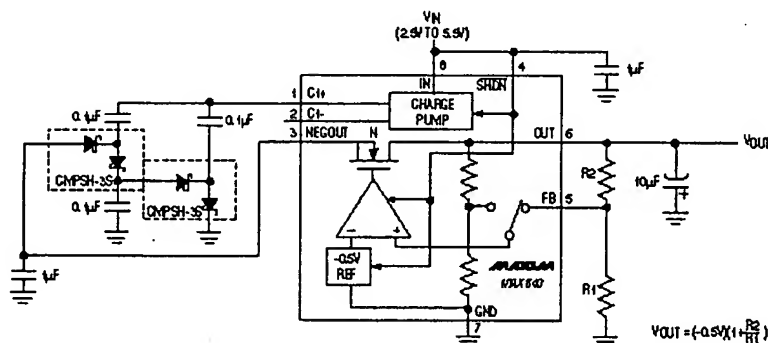 VIN
(2.5V TO 5.5V)
8
4
IN
SHDN
1µF
1 C1+
2 C1-
3 NEGOUT
CHARGE
PUMP
N
OUT 6
VOUT
0.1µF
0.1µF
CMPSH-3S
CMPSH-3S
0.1µF
1µF
R2
FB 5
10µF
+
-
+
-0.5V
REF
MAXIM
GND
7
R1
VOUT = (-0.5V)(1+R2/R1)